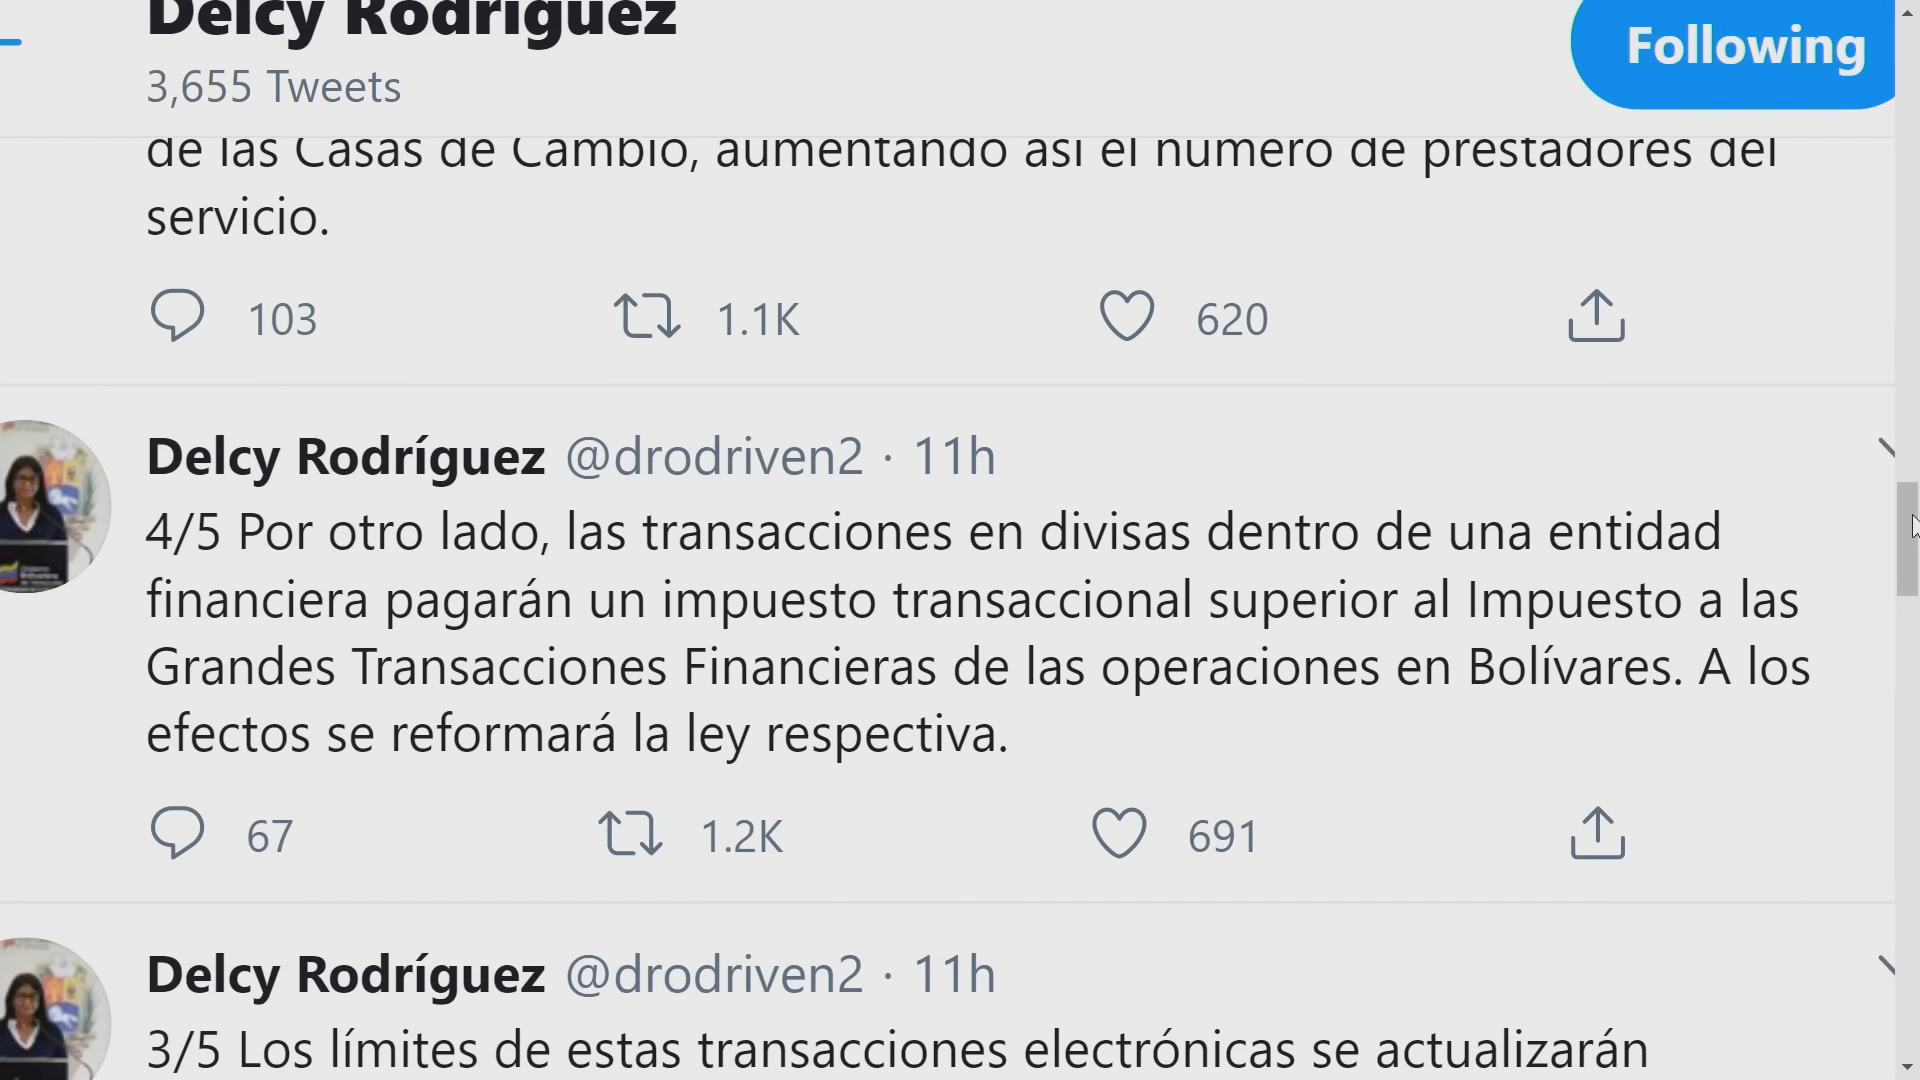 Delcy Rodríguez
3,655 Tweets
Following
de las Casas de Cambio, aumentando así el número de prestadores del
servicio.
103 1.1K 620
Delcy Rodríguez @drodriven2 · 11h
4/5 Por otro lado, las transacciones en divisas dentro de una entidad
financiera pagarán un impuesto transaccional superior al Impuesto a las
Grandes Transacciones Financieras de las operaciones en Bolívares. A los
efectos se reformará la ley respectiva.
67 1.2K 691
Delcy Rodríguez @drodriven2 · 11h
3/5 Los límites de estas transacciones electrónicas se actualizarán